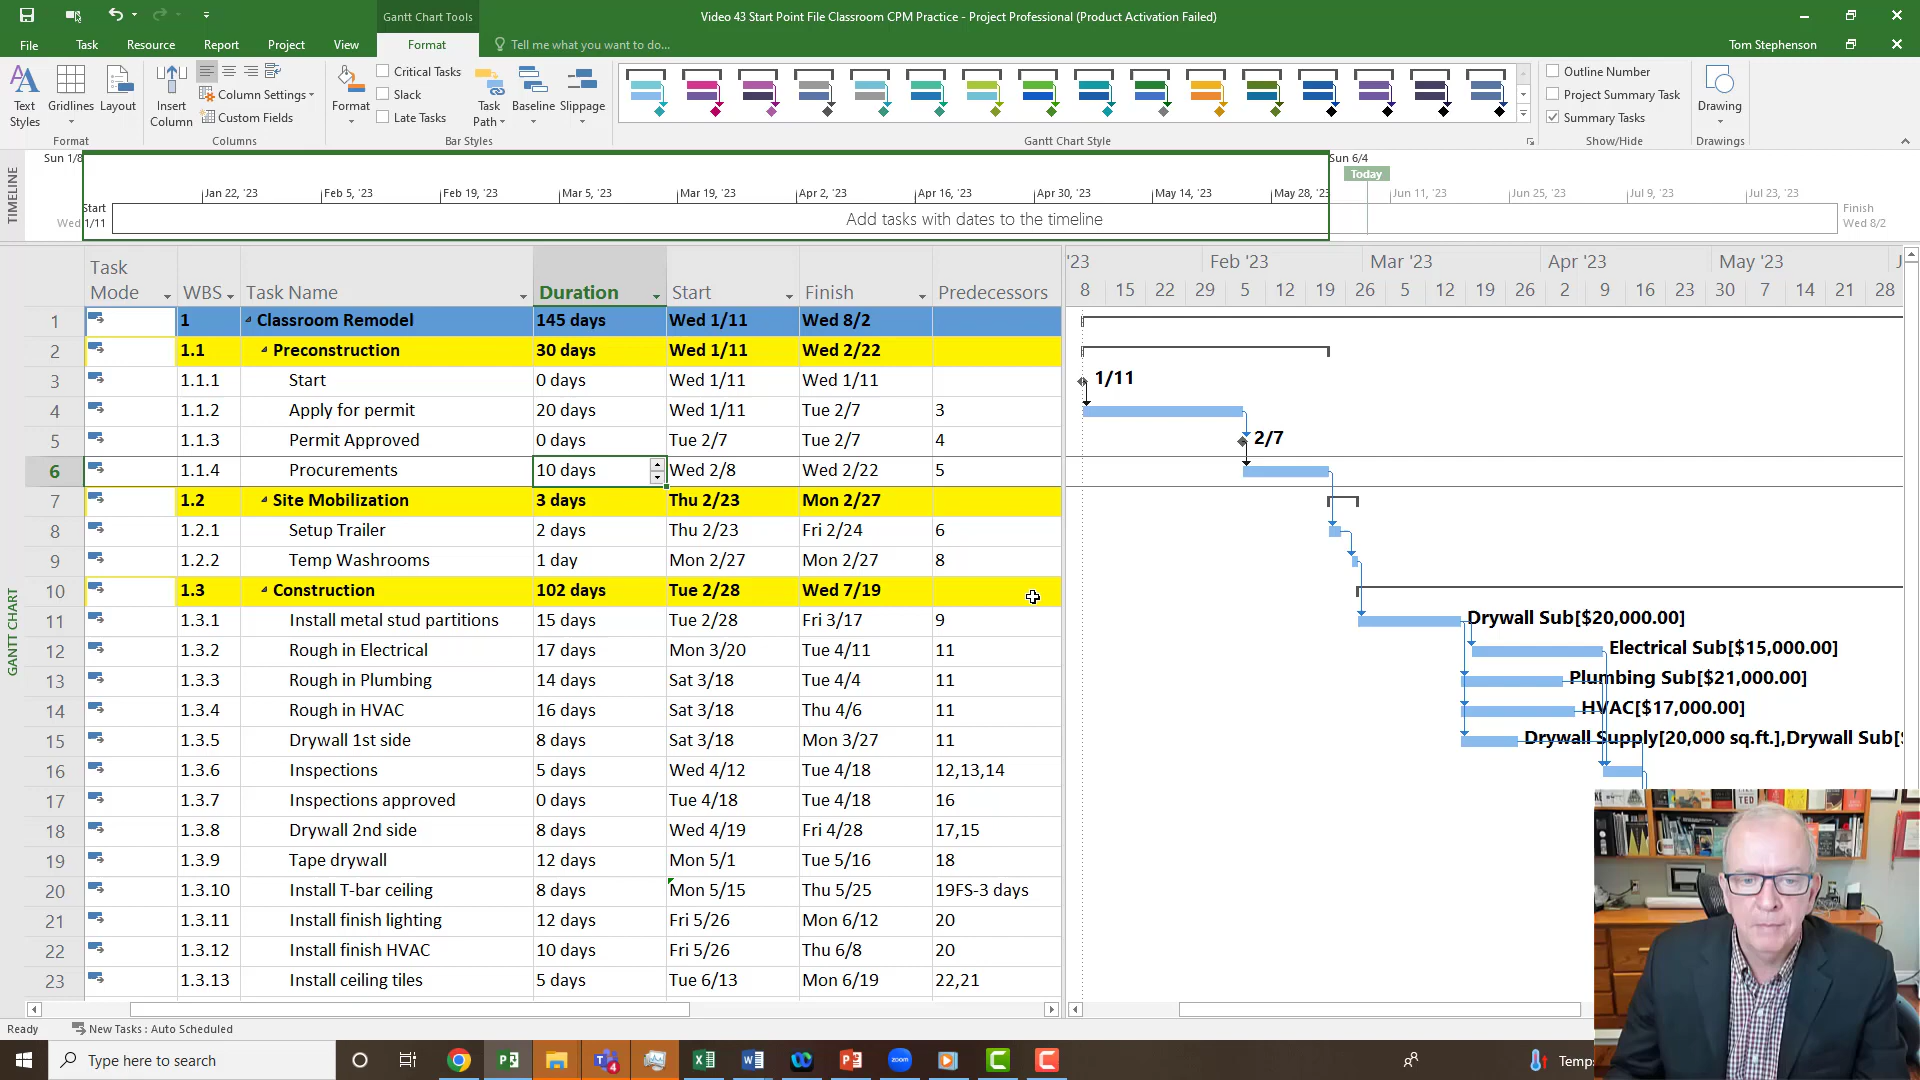 Gantt Chart Tools
Video 43 Start Point File Classroom CPM Practice - Project Professional (Product Activation Failed)
File Task Resource Report Project View Format Tell me what you want to do... Tom Stephenson
Text Styles
Gridlines
Layout
Format
Insert Column
Column Settings
Custom Fields
Columns
Format
Critical Tasks
Slack
Late Tasks
Task Path
Baseline
Slippage
Bar Styles
Gantt Chart Style
Outline Number
Project Summary Task
Summary Tasks
Show/Hide
Drawing
Drawings
TIMELINE
Sun 1/8 Sun 6/4
Today
Jan 22, '23 Feb 5, '23 Feb 19, '23 Mar 5, '23 Mar 19, '23 Apr 2, '23 Apr 16, '23 Apr 30, '23 May 14, '23 May 28, '23 Jun 11, '23 Jun 25, '23 Jul 9, '23 Jul 23, '23
Start
Wed 1/11
Add tasks with dates to the timeline
Finish
Wed 8/2
GANTT CHART
Task Mode WBS Task Name Duration Start Finish Predecessors
'23 Feb '23 Mar '23 Apr '23 May '23
8 15 22 29 5 12 19 26 5 12 19 26 2 9 16 23 30 7 14 21 28
1 1 Classroom Remodel 145 days Wed 1/11 Wed 8/2
2 1.1 Preconstruction 30 days Wed 1/11 Wed 2/22
3 1.1.1 Start 0 days Wed 1/11 Wed 1/11
4 1.1.2 Apply for permit 20 days Wed 1/11 Tue 2/7 3
5 1.1.3 Permit Approved 0 days Tue 2/7 Tue 2/7 4
6 1.1.4 Procurements 10 days Wed 2/8 Wed 2/22 5
7 1.2 Site Mobilization 3 days Thu 2/23 Mon 2/27
8 1.2.1 Setup Trailer 2 days Thu 2/23 Fri 2/24 6
9 1.2.2 Temp Washrooms 1 day Mon 2/27 Mon 2/27 8
10 1.3 Construction 102 days Tue 2/28 Wed 7/19
11 1.3.1 Install metal stud partitions 15 days Tue 2/28 Fri 3/17 9
12 1.3.2 Rough in Electrical 17 days Mon 3/20 Tue 4/11 11
13 1.3.3 Rough in Plumbing 14 days Sat 3/18 Tue 4/4 11
14 1.3.4 Rough in HVAC 16 days Sat 3/18 Thu 4/6 11
15 1.3.5 Drywall 1st side 8 days Sat 3/18 Mon 3/27 11
16 1.3.6 Inspections 5 days Wed 4/12 Tue 4/18 12,13,14
17 1.3.7 Inspections approved 0 days Tue 4/18 Tue 4/18 16
18 1.3.8 Drywall 2nd side 8 days Wed 4/19 Fri 4/28 17,15
19 1.3.9 Tape drywall 12 days Mon 5/1 Tue 5/16 18
20 1.3.10 Install T-bar ceiling 8 days Mon 5/15 Thu 5/25 19FS-3 days
21 1.3.11 Install finish lighting 12 days Fri 5/26 Mon 6/12 20
22 1.3.12 Install finish HVAC 10 days Fri 5/26 Thu 6/8 20
23 1.3.13 Install ceiling tiles 5 days Tue 6/13 Mon 6/19 22,21
1/11
2/7
Drywall Sub[$20,000.00]
Electrical Sub[$15,000.00]
Plumbing Sub[$21,000.00]
HVAC[$17,000.00]
Drywall Supply[20,000 sq.ft.],Drywall Sub[
TED
Ready New Tasks : Auto Scheduled
Type here to search
4
zoom
Temp